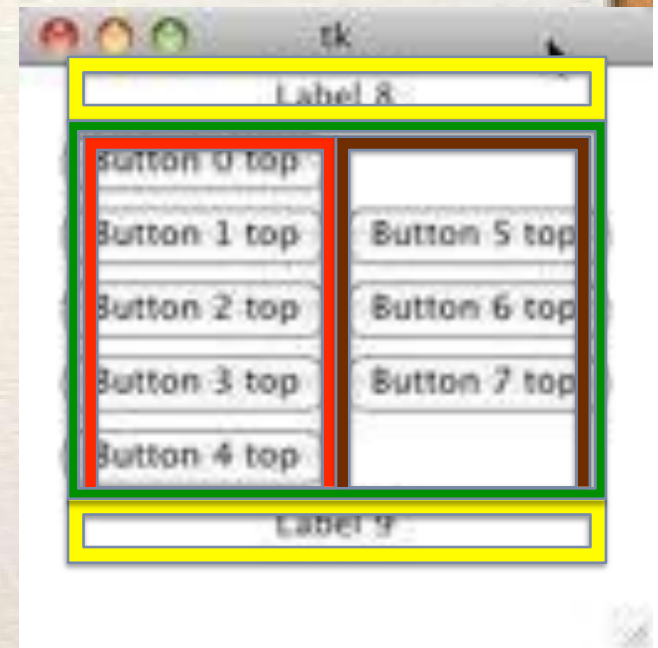 tk
Label 8
Button 0 top
Button 1 top Button 5 top
Button 2 top Button 6 top
Button 3 top Button 7 top
Button 4 top
Label 9